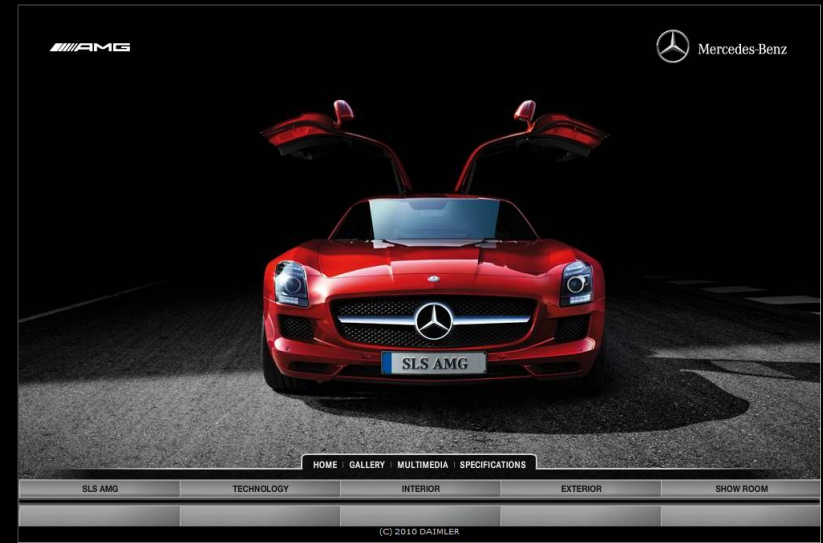 AMG
Mercedes-Benz
SLS AMG
HOME | GALLERY | MULTIMEDIA | SPECIFICATIONS
SLS AMG
TECHNOLOGY
INTERIOR
EXTERIOR
SHOW ROOM
(C) 2010 DAIMLER